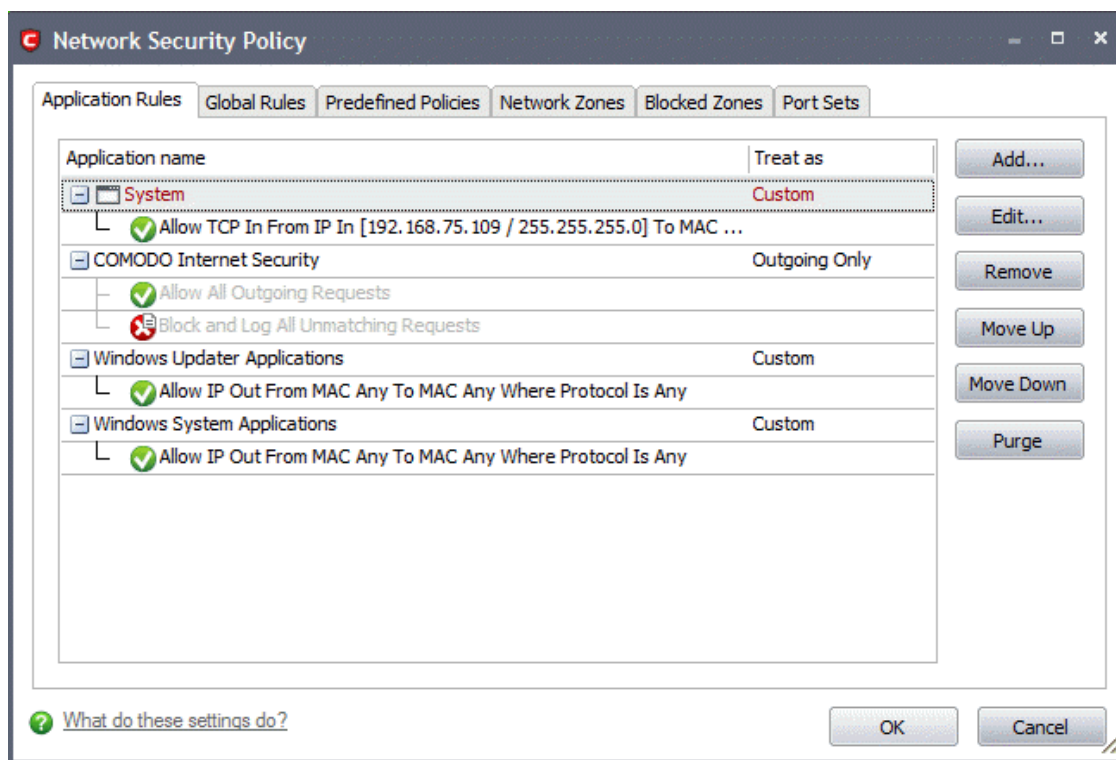 Network Security Policy
Application Rules Global Rules Predefined Policies Network Zones Blocked Zones Port Sets
Application name Treat as
System Custom
Allow TCP In From IP In [192.168.75.109 / 255.255.255.0] To MAC ...
COMODO Internet Security Outgoing Only
Allow All Outgoing Requests
Block and Log All Unmatching Requests
Windows Updater Applications Custom
Allow IP Out From MAC Any To MAC Any Where Protocol Is Any
Windows System Applications Custom
Allow IP Out From MAC Any To MAC Any Where Protocol Is Any
Add...
Edit...
Remove
Move Up
Move Down
Purge
What do these settings do?
OK Cancel